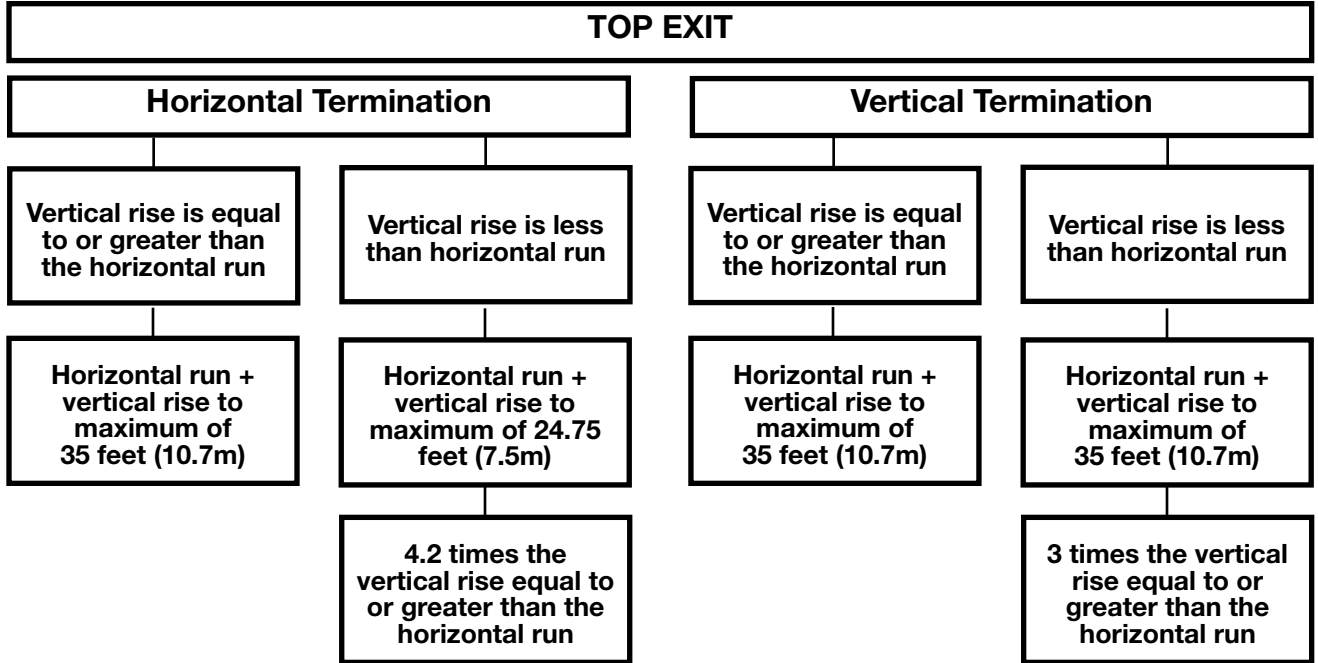 TOP EXIT
Horizontal Termination
Vertical rise is equal
to or greater than
the horizontal run
Horizontal run +
vertical rise to
maximum of
35 feet (10.7m)
Vertical rise is less
than horizontal run
Horizontal run +
vertical rise to
maximum of 24.75
feet (7.5m)
4.2 times the
vertical rise equal to
or greater than the
horizontal run
Vertical Termination
Vertical rise is equal
to or greater than
the horizontal run
Horizontal run +
vertical rise to
maximum of
35 feet (10.7m)
Vertical rise is less
than horizontal run
Horizontal run +
vertical rise to
maximum of
35 feet (10.7m)
3 times the vertical
rise equal to or
greater than the
horizontal run